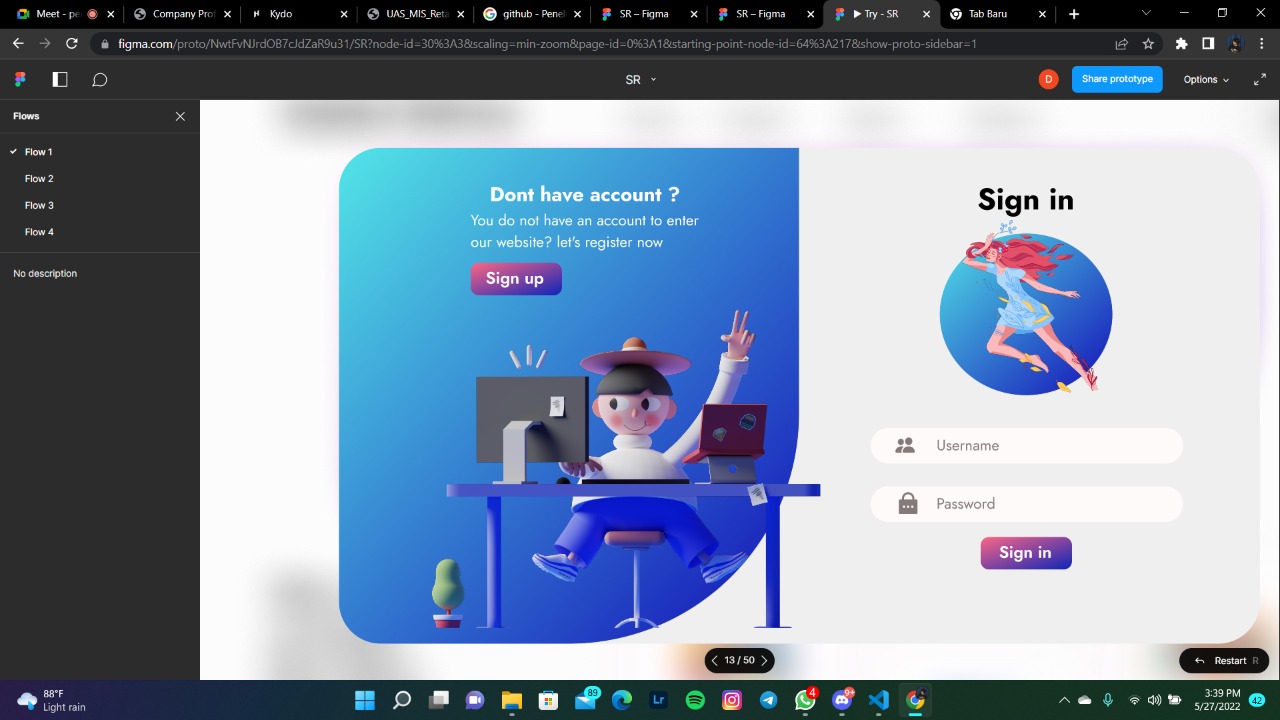 Meet - pe
Company Prof
Kydo
UAS_MIS_Reta
github - Penel
SR – Figma
SR – Figma
Try - SR
Tab Baru
figma.com/proto/NwtFvNJrdOB7cJdZaR9u31/SR?node-id=30%3A3&scaling=min-zoom&page-id=0%3A1&starting-point-node-id=64%3A217&show-proto-sidebar=1
SR
D
Share prototype
Options
Flows
Flow 1
Flow 2
Flow 3
Flow 4
No description
Dont have account ?
You do not have an account to enter
our website? let's register now
Sign up
Sign in
Username
Password
Sign in
13 / 50
Restart R
88°F
Light rain
89
Lr
4
9+
3:39 PM
5/27/2022
42